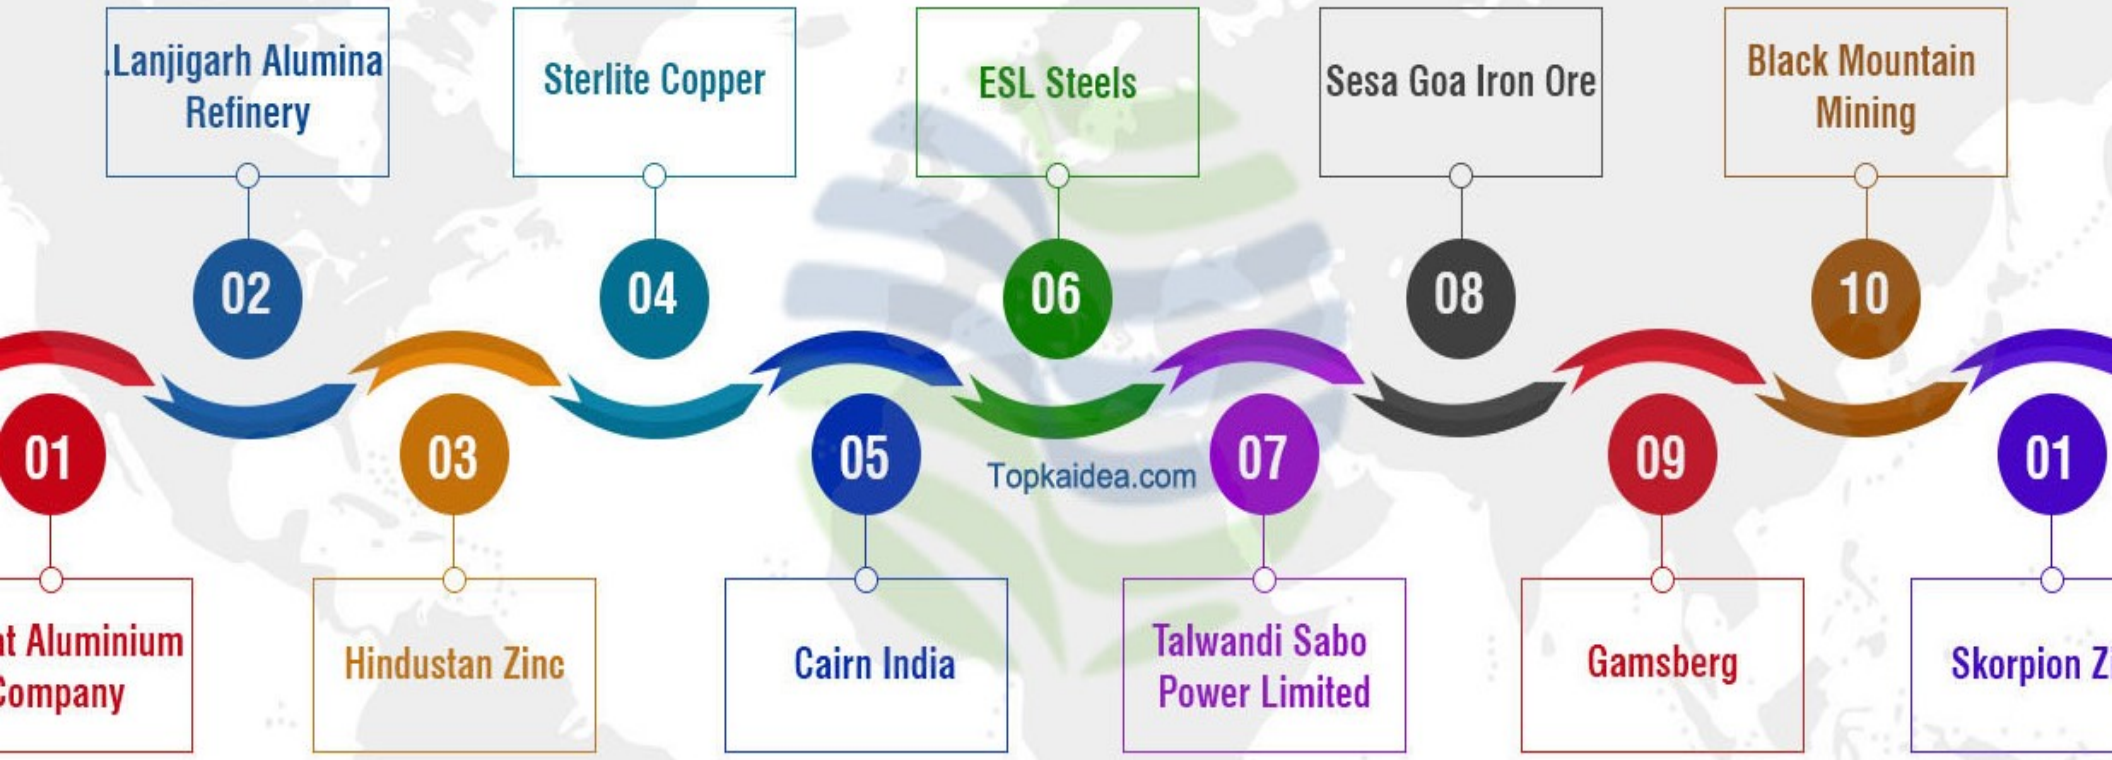 .Lanjigarh Alumina
Refinery
Sterlite Copper
ESL Steels
Sesa Goa Iron Ore
Black Mountain
Mining
02
04
06
08
10
01
03
05
07
09
01
Topkaidea.com
Aluminium
Company
Hindustan Zinc
Cairn India
Talwandi Sabo
Power Limited
Gamsberg
Skorpion